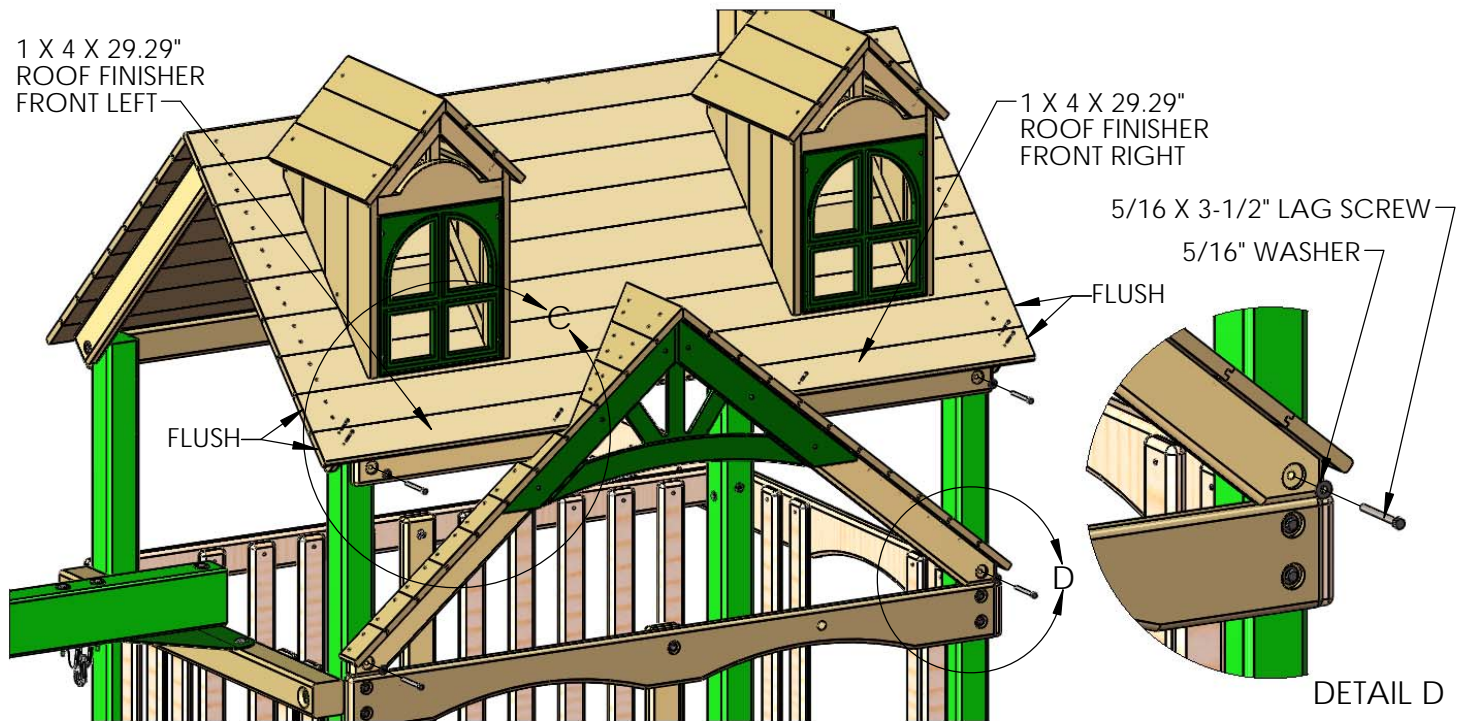 1 X 4 X 29.29"
ROOF FINISHER
FRONT LEFT
1 X 4 X 29.29"
ROOF FINISHER
FRONT RIGHT
5/16 X 3-1/2" LAG SCREW
5/16" WASHER
FLUSH
C
FLUSH
D
DETAIL D